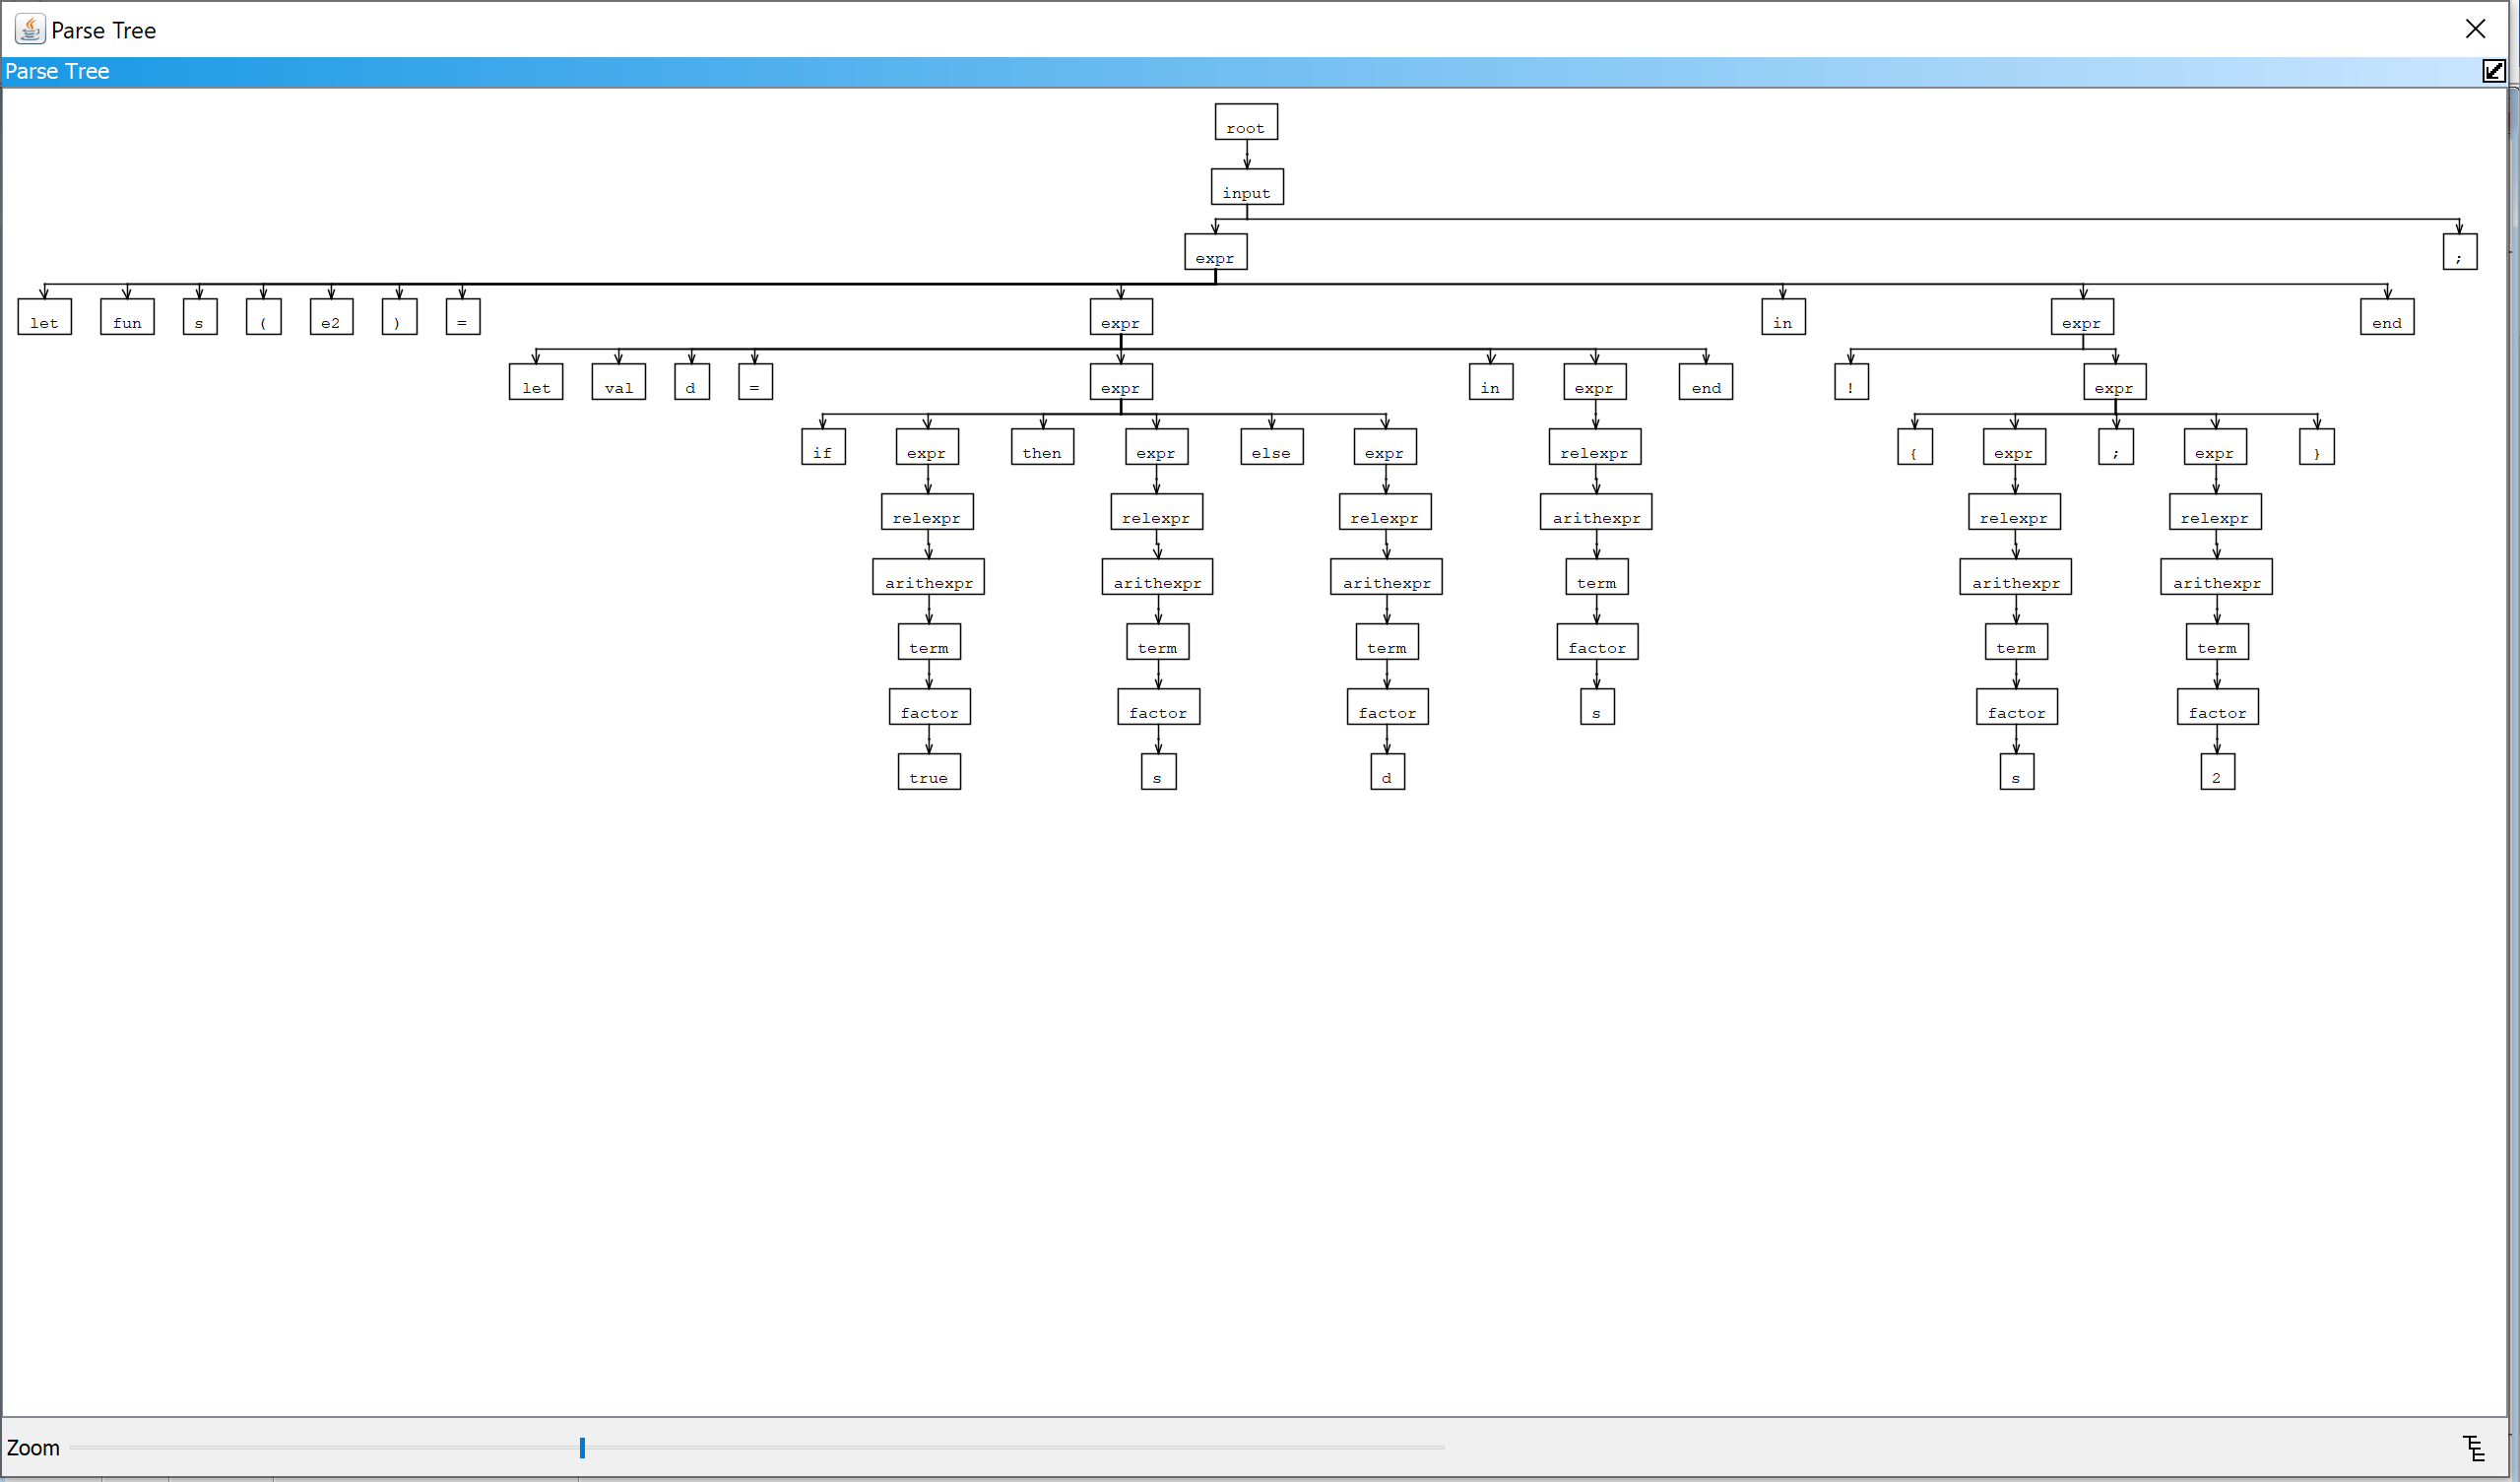 Parse Tree
Parse Tree
root
input
expr ;
let fun s ( e2 ) = expr in expr end
let val d = expr in expr end ! expr
if expr then expr else expr relexpr { expr ; expr }
relexpr relexpr relexpr arithexpr relexpr relexpr
arithexpr arithexpr arithexpr term arithexpr arithexpr
term term term factor term term
factor factor factor s factor factor
true s d s 2
Zoom